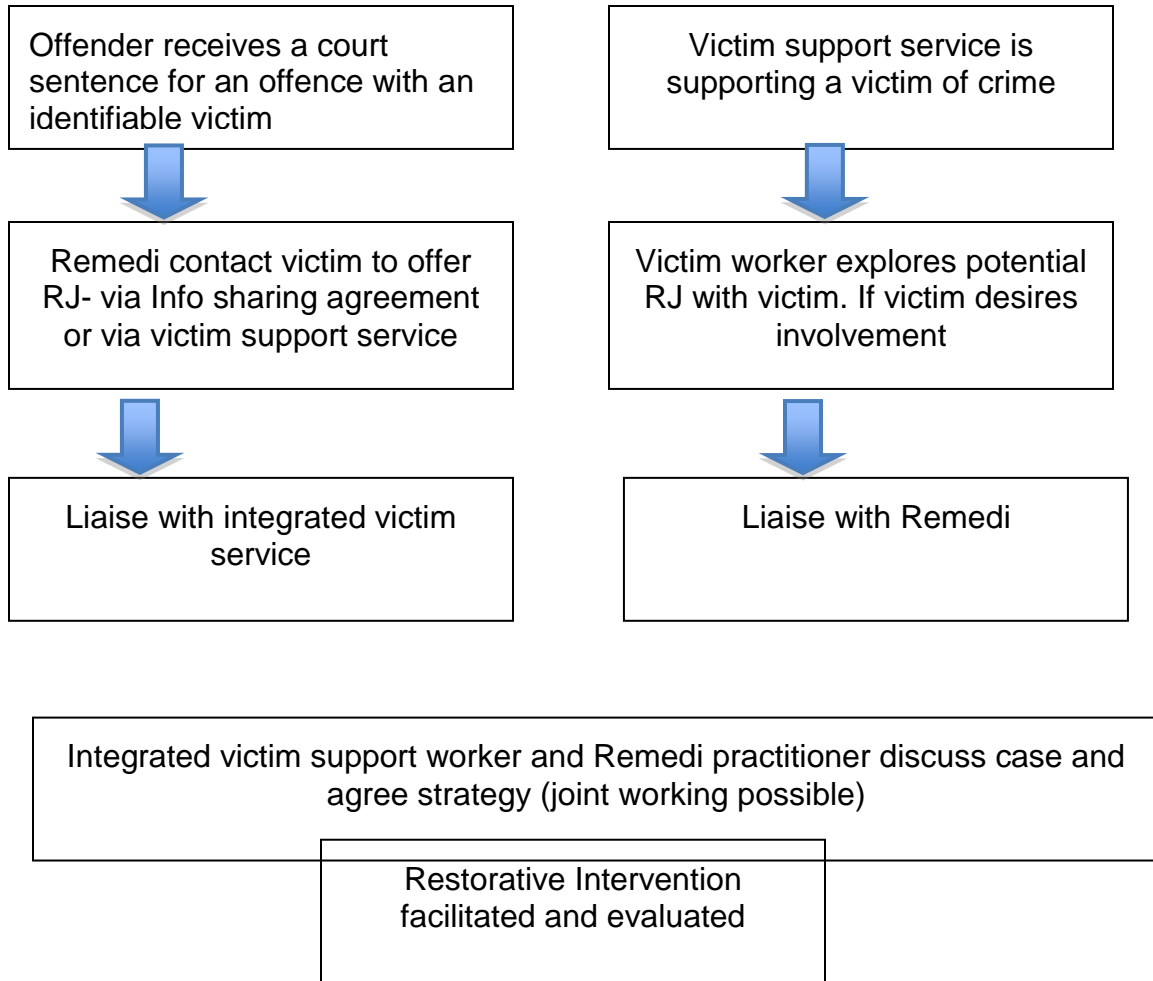 Offender receives a court
sentence for an offence with an
identifiable victim
Victim support service is
supporting a victim of crime
Remedi contact victim to offer
RJ- via Info sharing agreement
or via victim support service
Victim worker explores potential
RJ with victim. If victim desires
involvement
Liaise with integrated victim
service
Liaise with Remedi
Integrated victim support worker and Remedi practitioner discuss case and
agree strategy (joint working possible)
Restorative Intervention
facilitated and evaluated